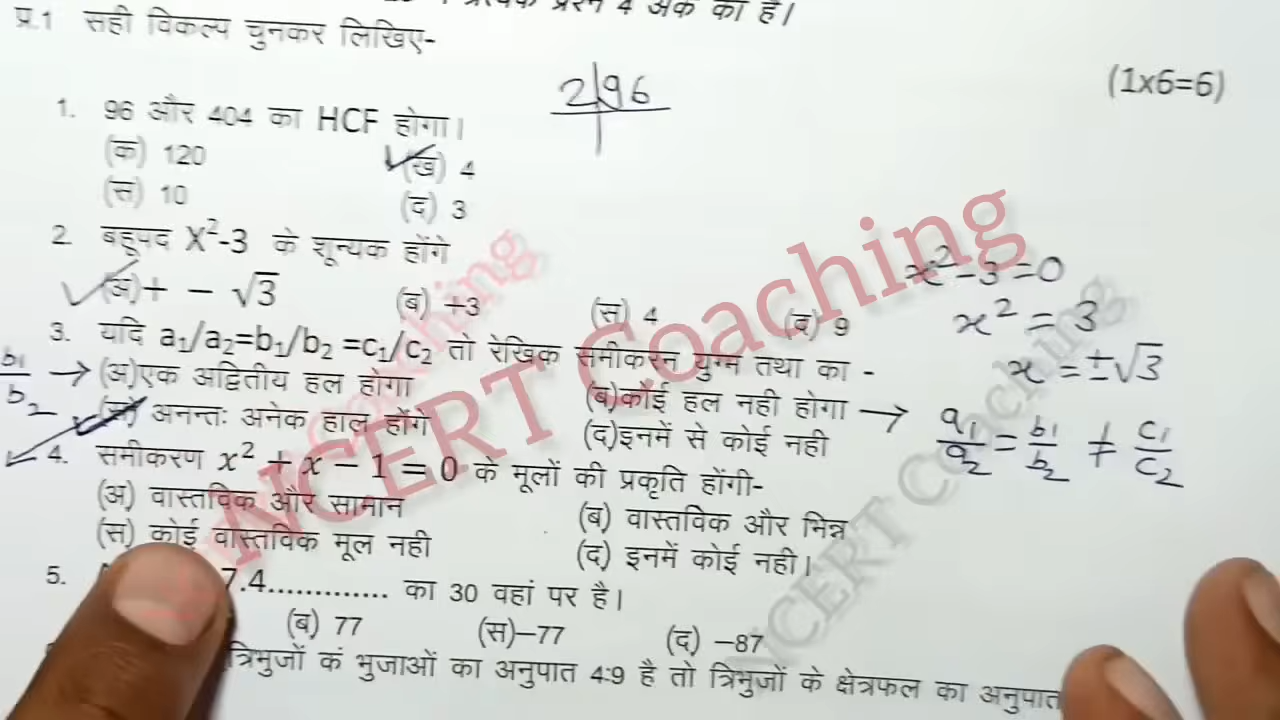 प्रत्येक प्रश्न 4 अंक का है।
प्र.1 सही विकल्प चुनकर लिखिए-
(1x6=6)
2 96
1. 96 और 404 का HCF होगा।
(क) 120 (ख) 4
(स) 10 (द) 3
2. बहूपद X²-3 के शून्यक होंगे
(अ)+ - √3 (ब) +3 (स) 4 (द) 9
x²-3=0
x² = 3
x = ±√3
3. यदि a₁/a₂=b₁/b₂ =c₁/c₂ तो रेखिक समीकरन युग्म तथा का -
b₁/b₂ → (अ)एक अद्वितीय हल होगा (ब)कोई हल नही होगा → a₁/a₂ = b₁/b₂ ≠ c₁/c₂
अनन्तः अनेक हाल होंगे (द)इनमें से कोई नही
4. समीकरण x² + x − 1 = 0 के मूलों की प्रकृति होंगी-
(अ) वास्तविक और सामान (ब) वास्तविक और भिन्न
(स) कोई वास्तविक मूल नही (द) इनमें कोई नही।
5. 7.4............. का 30 वहां पर है।
(ब) 77 (स)–77 (द) –87
त्रिभुजों कं भुजाओं का अनुपात 4:9 है तो त्रिभुजों के क्षेत्रफल का अनुपात
NCERT Coaching
NCERT Coaching